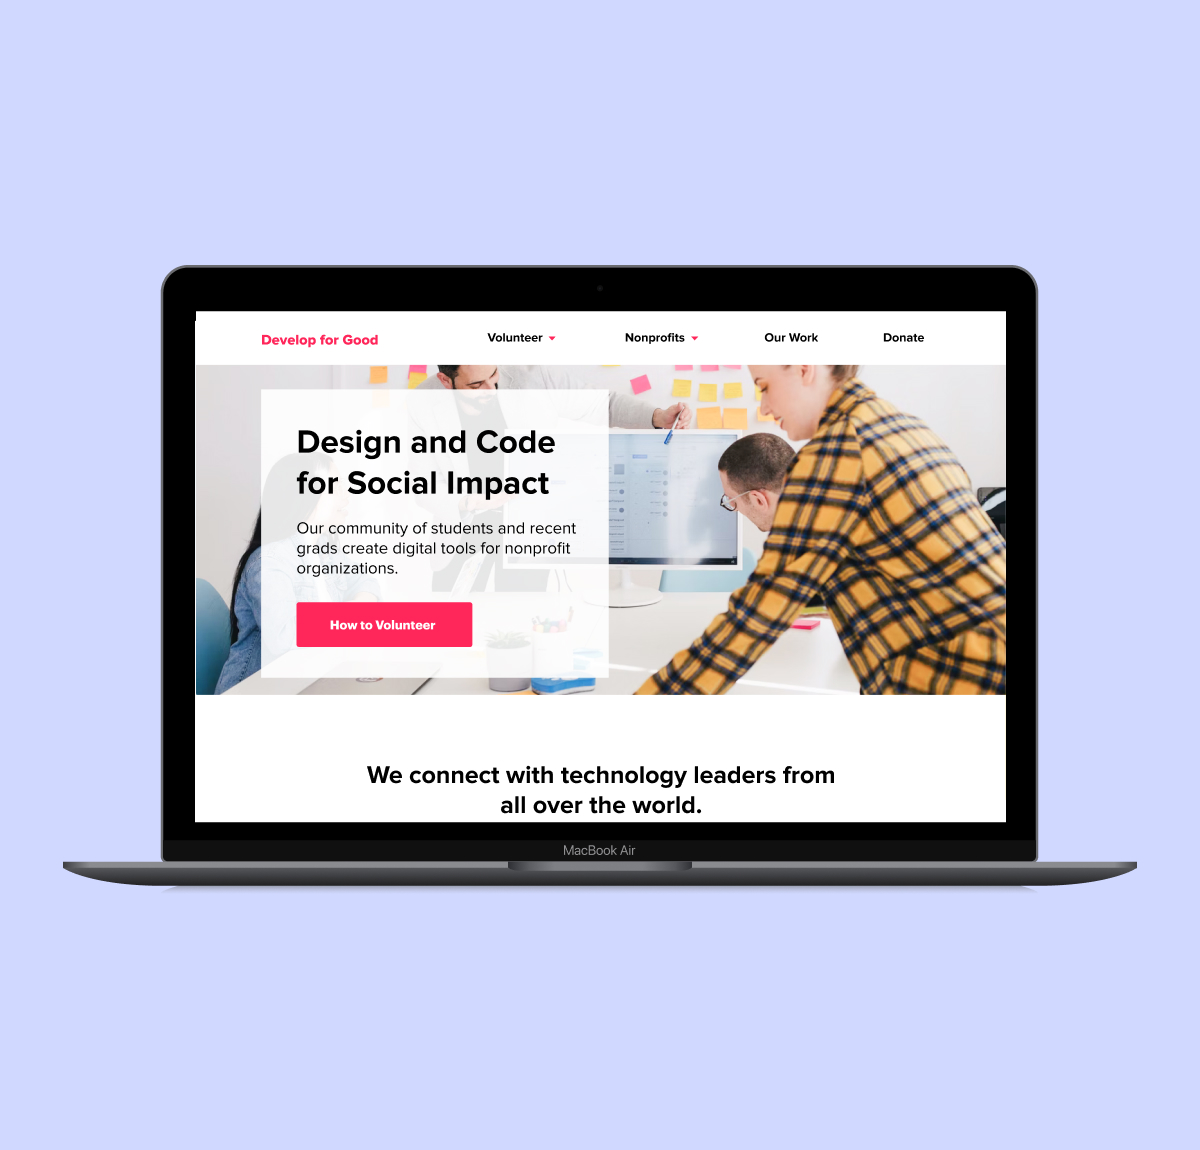 Develop for Good
Volunteer
Nonprofits
Our Work
Donate
Design and Code
for Social Impact
Our community of students and recent
grads create digital tools for nonprofit
organizations.
How to Volunteer
We connect with technology leaders from
all over the world.
MacBook Air